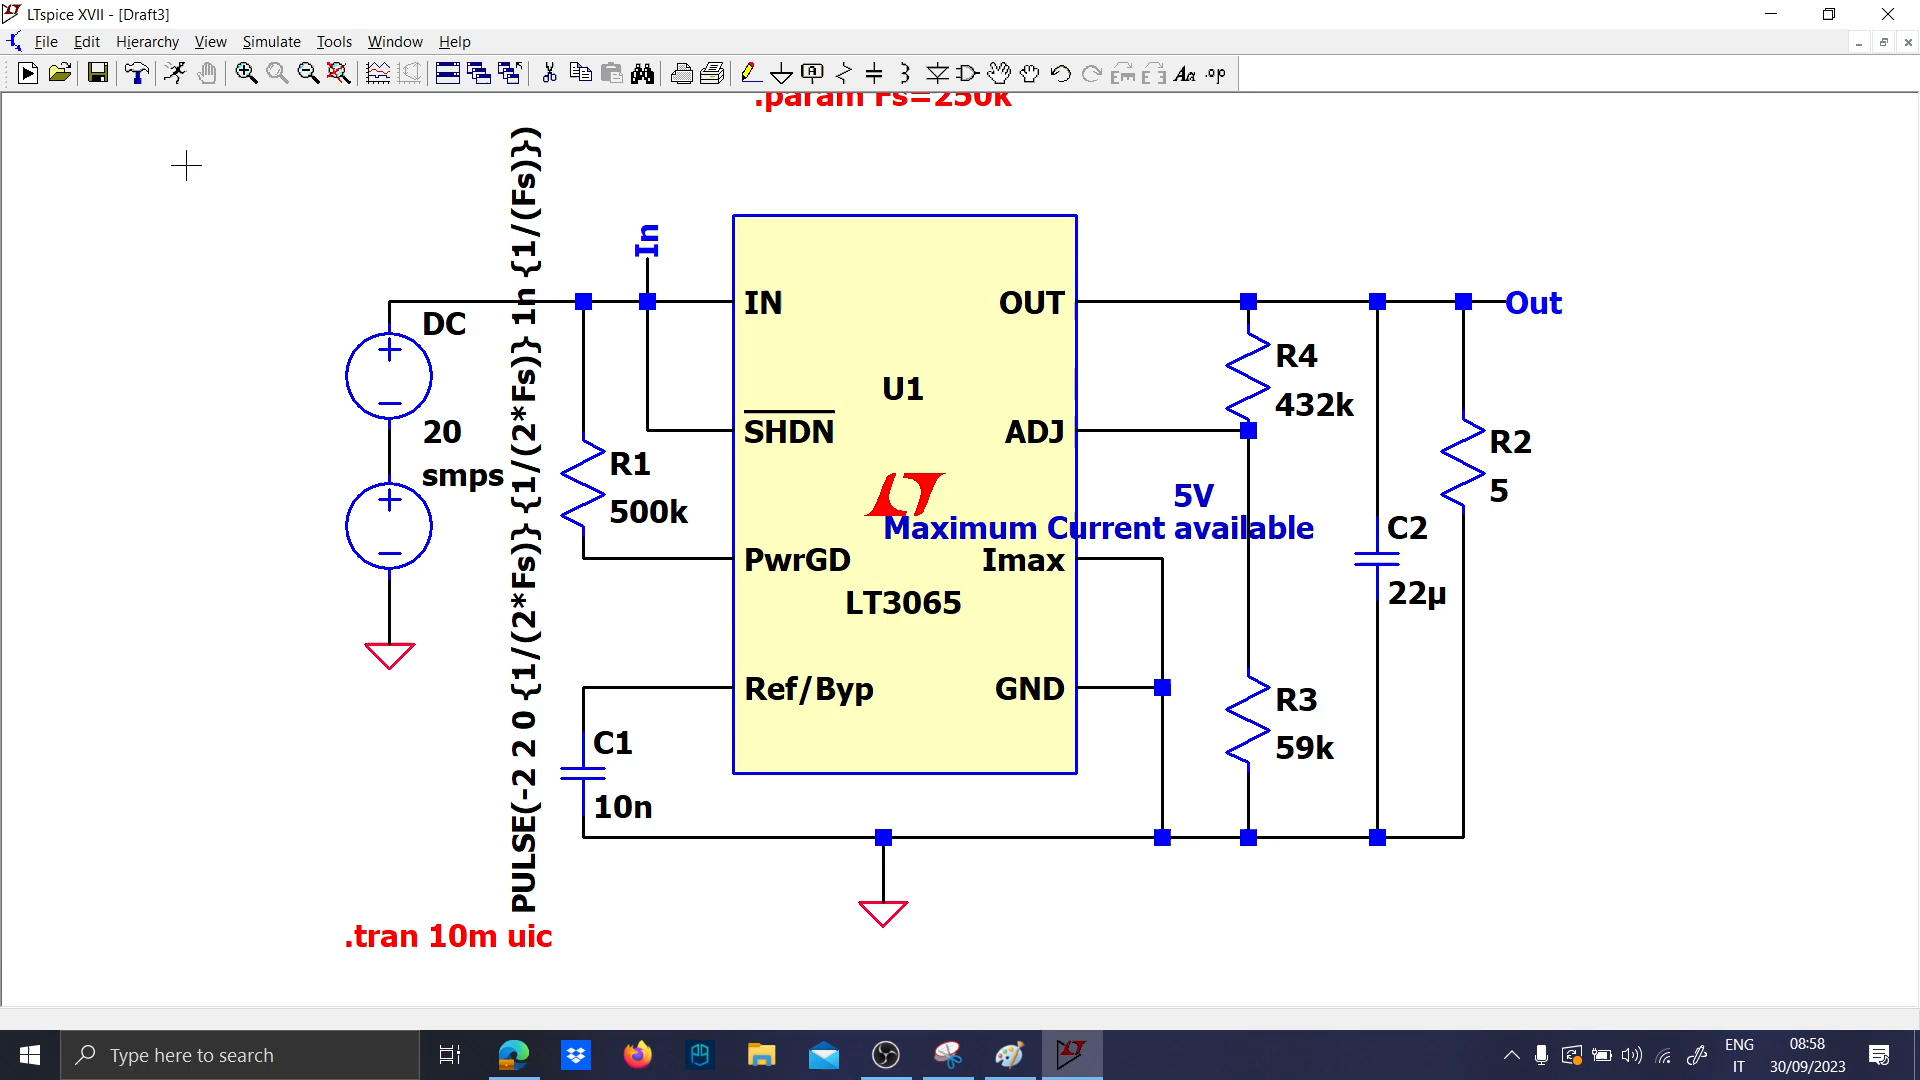 LTspice XVII - [Draft3]
File Edit Hierarchy View Simulate Tools Window Help
.op
.param Fs=250k
PULSE(-2 2 0 {1/(2*Fs)} {1/(2*Fs)} 1n {1/(Fs)})
In
DC
20
smps
R1
500k
C1
10n
IN
SHDN
PwrGD
Ref/Byp
U1
LT3065
OUT
ADJ
Imax
GND
5V
Maximum Current available
R4
432k
R3
59k
C2
22µ
R2
5
Out
.tran 10m uic
Type here to search
ENG
IT
08:58
30/09/2023